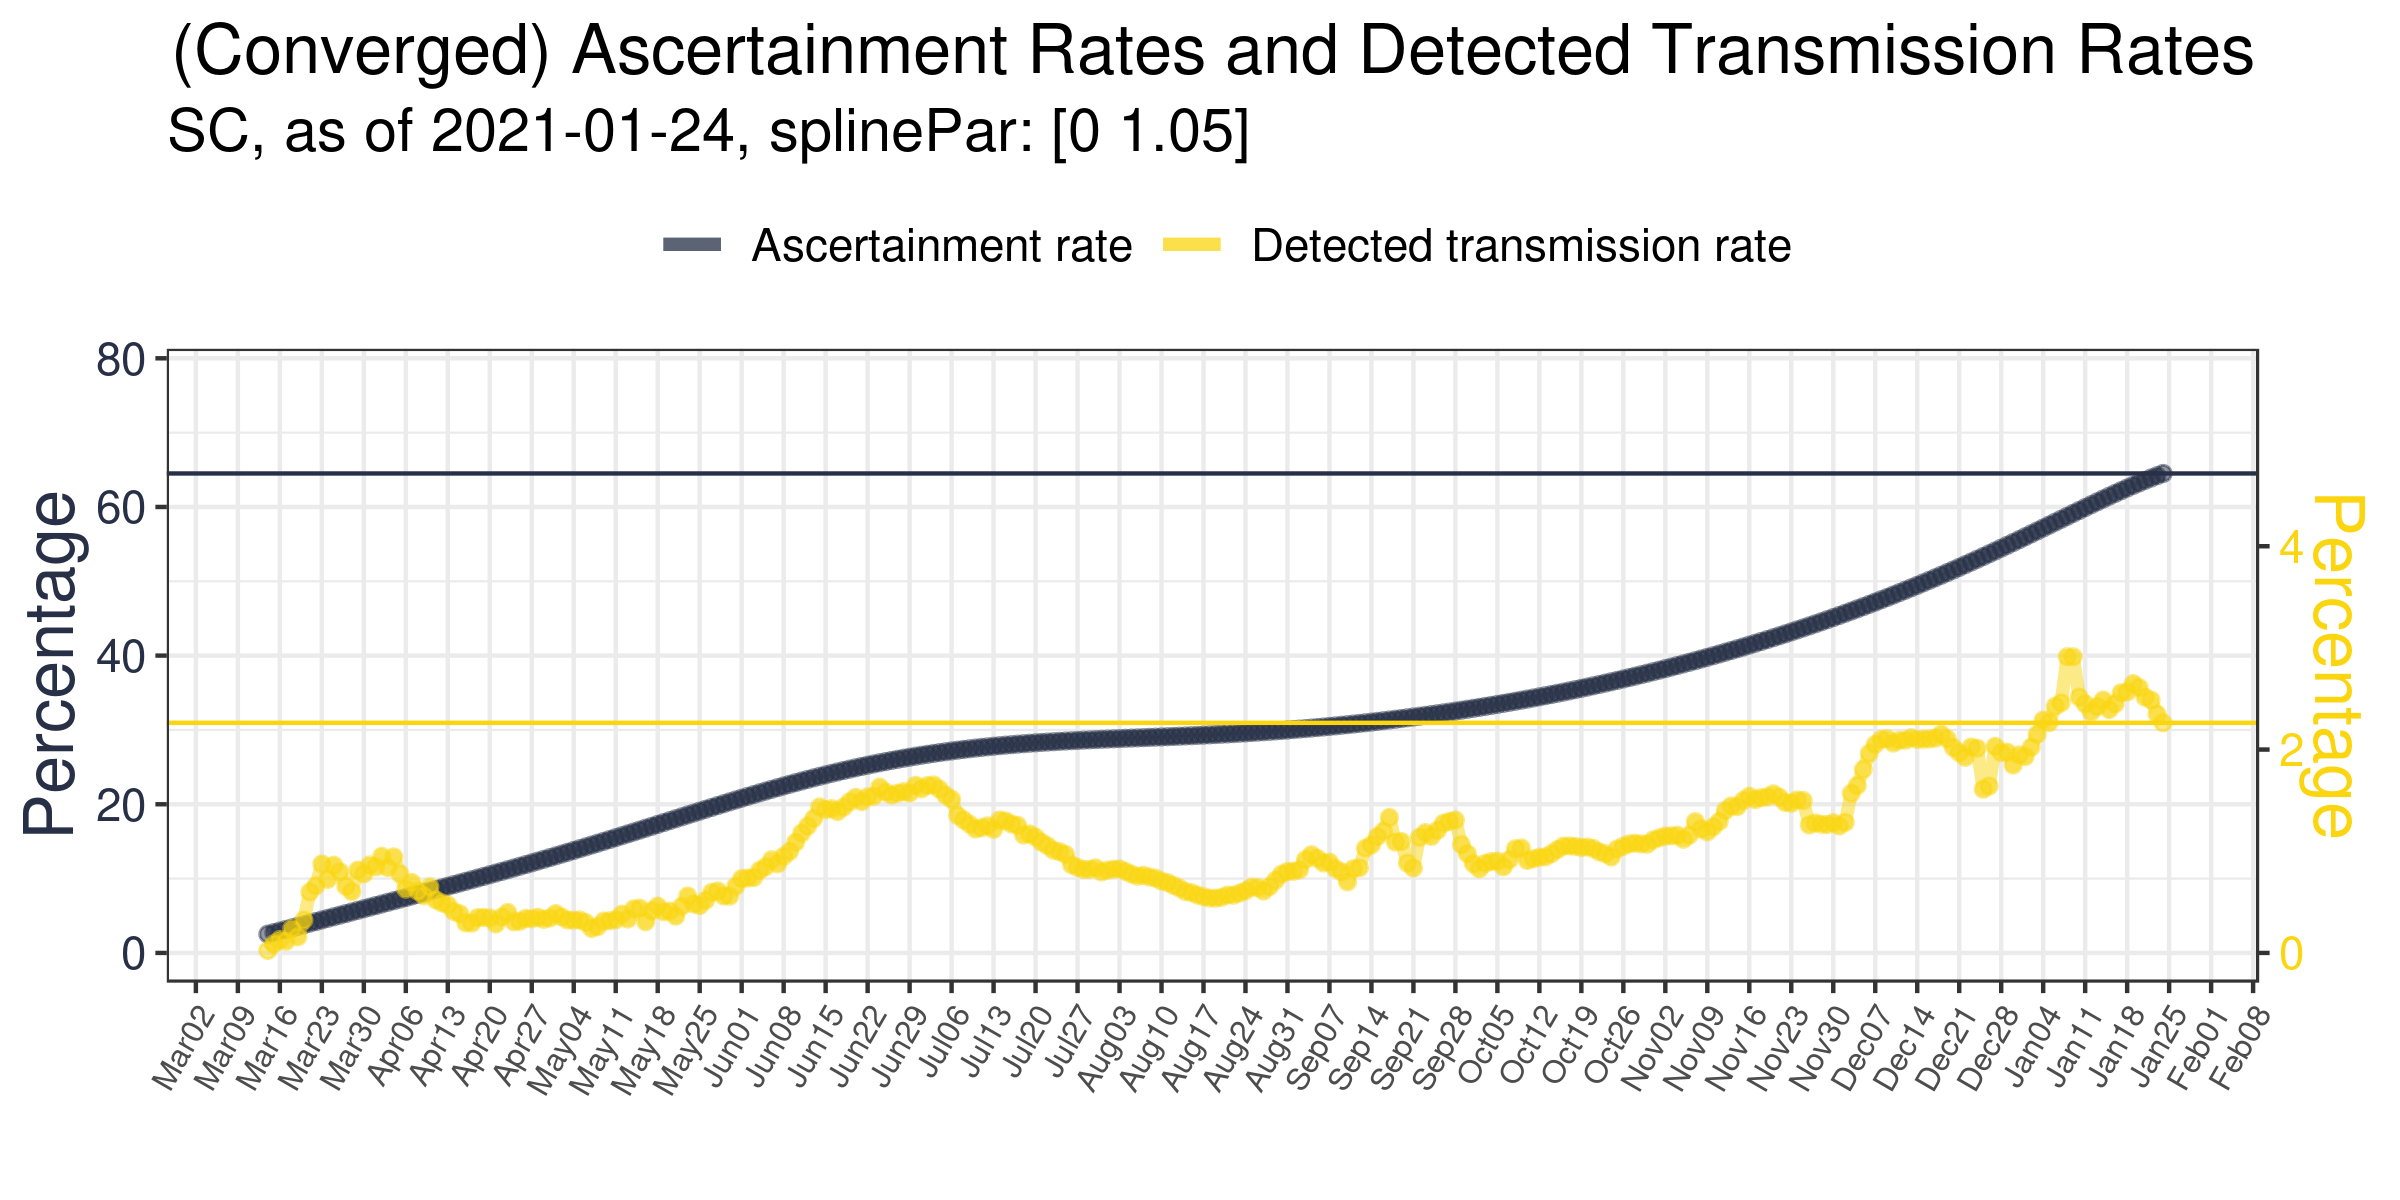 (Converged) Ascertainment Rates and Detected Transmission Rates
SC, as of 2021-01-24, splinePar: [0 1.05]
Ascertainment rate Detected transmission rate
80
60
40
20
0
Percentage
4
2
0
Percentage
Mar02 Mar09 Mar16 Mar23 Mar30 Apr06 Apr13 Apr20 Apr27 May04 May11 May18 May25 Jun01 Jun08 Jun15 Jun22 Jun29 Jul06 Jul13 Jul20 Jul27 Aug03 Aug10 Aug17 Aug24 Aug31 Sep07 Sep14 Sep21 Sep28 Oct05 Oct12 Oct19 Oct26 Nov02 Nov09 Nov16 Nov23 Nov30 Dec07 Dec14 Dec21 Dec28 Jan04 Jan11 Jan18 Jan25 Feb01 Feb08